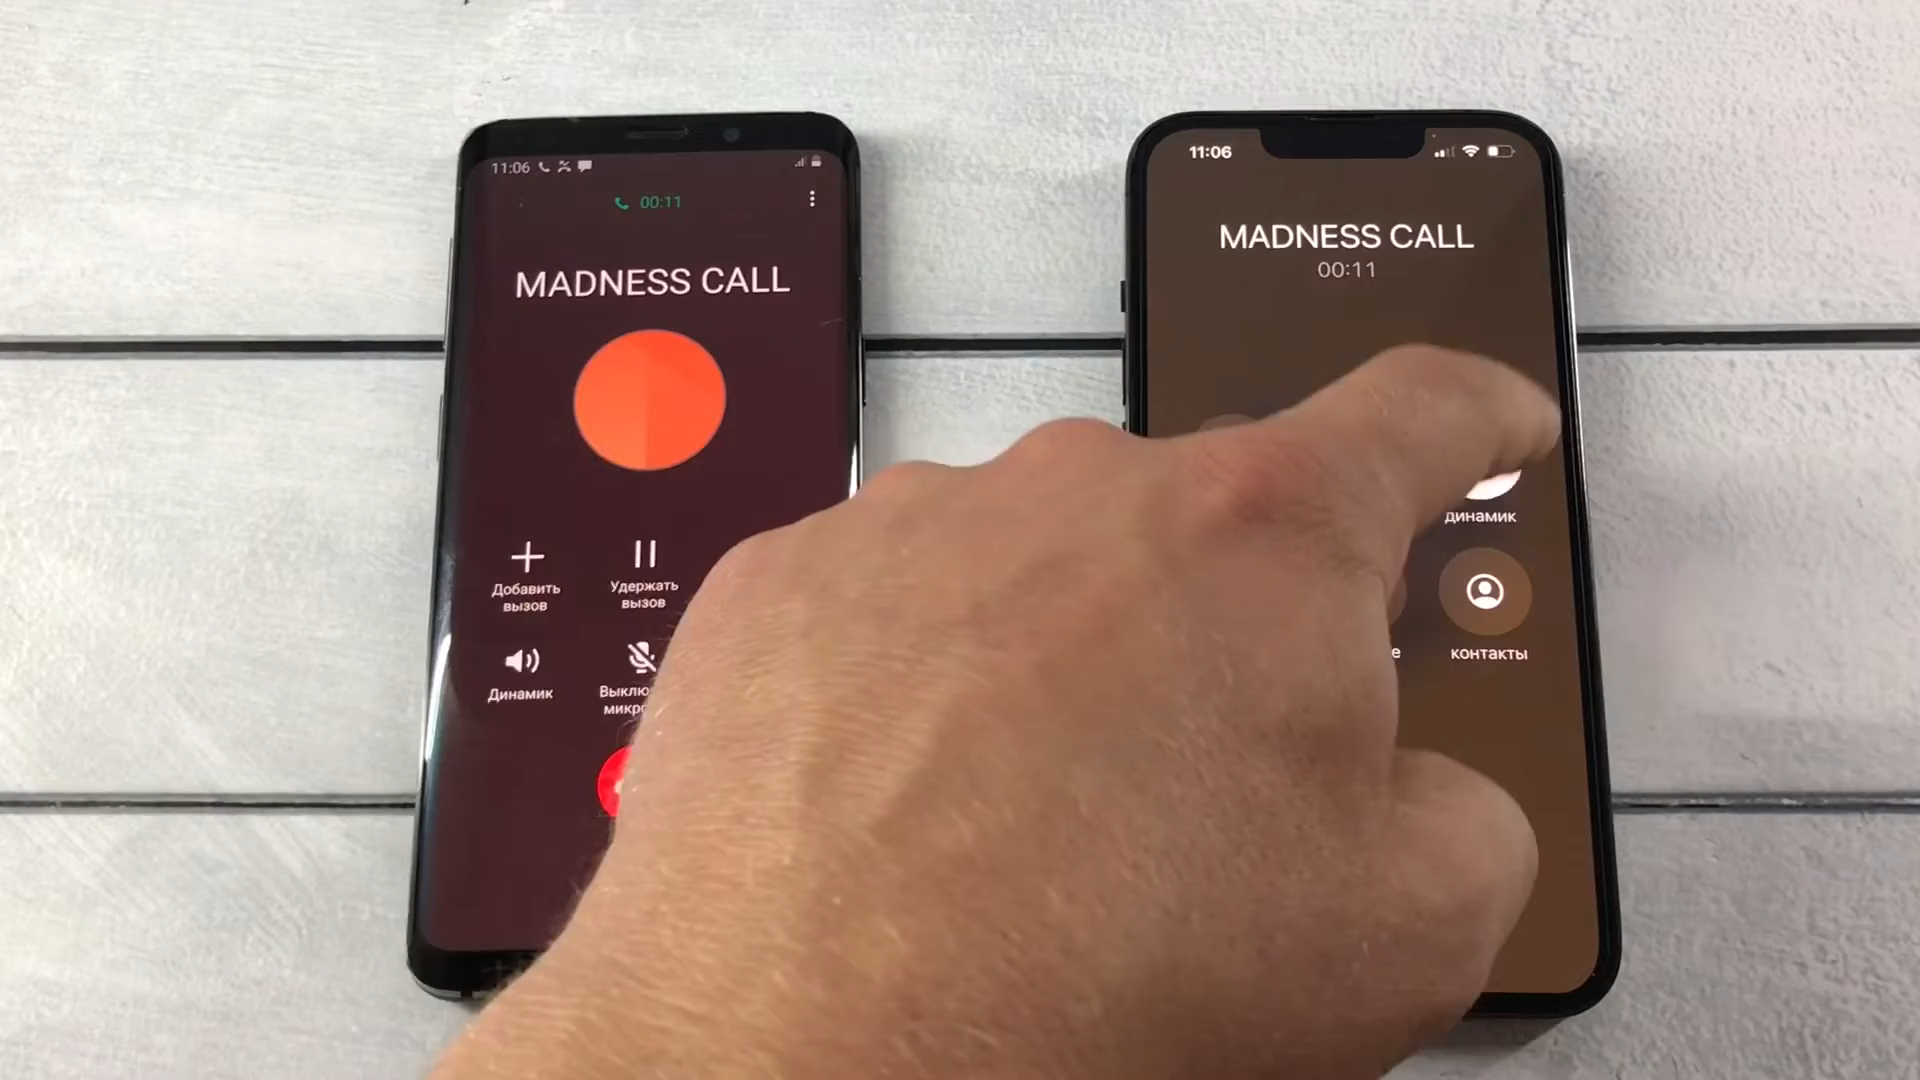 11:06
00:11
MADNESS CALL
Добавить
вызов
Удержать
вызов
Динамик
11:06
MADNESS CALL
00:11
динамик
контакты